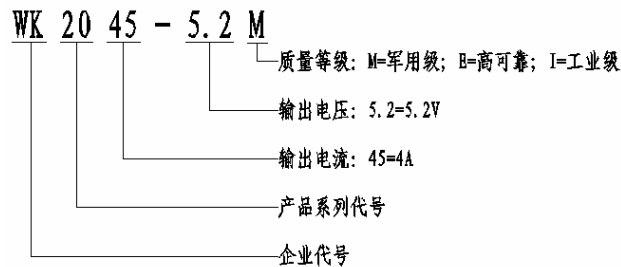 WK 20 45 - 5.2 M
质量等级: M=军用级; E=高可靠; I=工业级
输出电压: 5.2=5.2V
输出电流: 45=4A
产品系列代号
企业代号